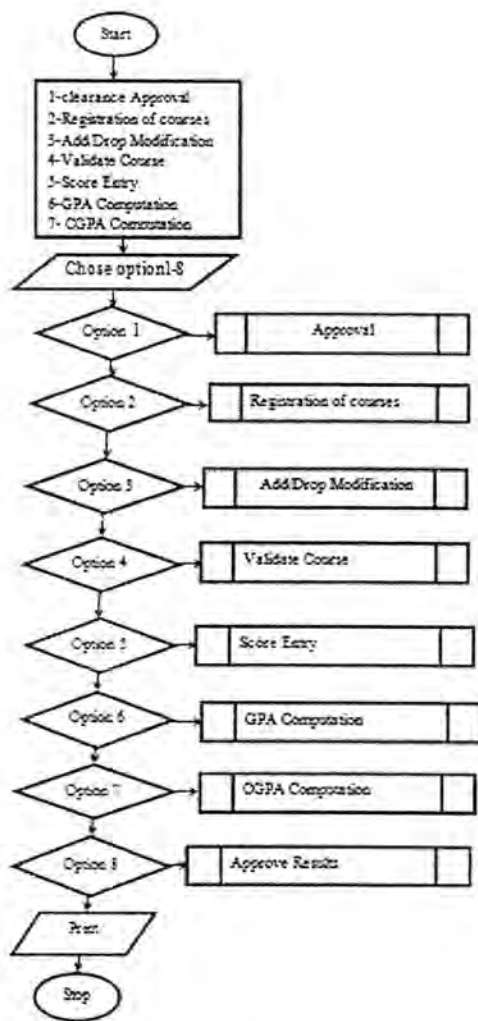 Start
1-clearance Approval
2-Registration of courses
3-Add/Drop Modification
4-Validate Course
5-Score Entry
6-GPA Computation
7- CGPA Computation
Chose option1-8
Option 1
Approval
Option 2
Registration of courses
Option 3
Add/Drop Modification
Option 4
Validate Course
Option 5
Score Entry
Option 6
GPA Computation
Option 7
OGPA Computation
Option 8
Approve Results
Print
Stop